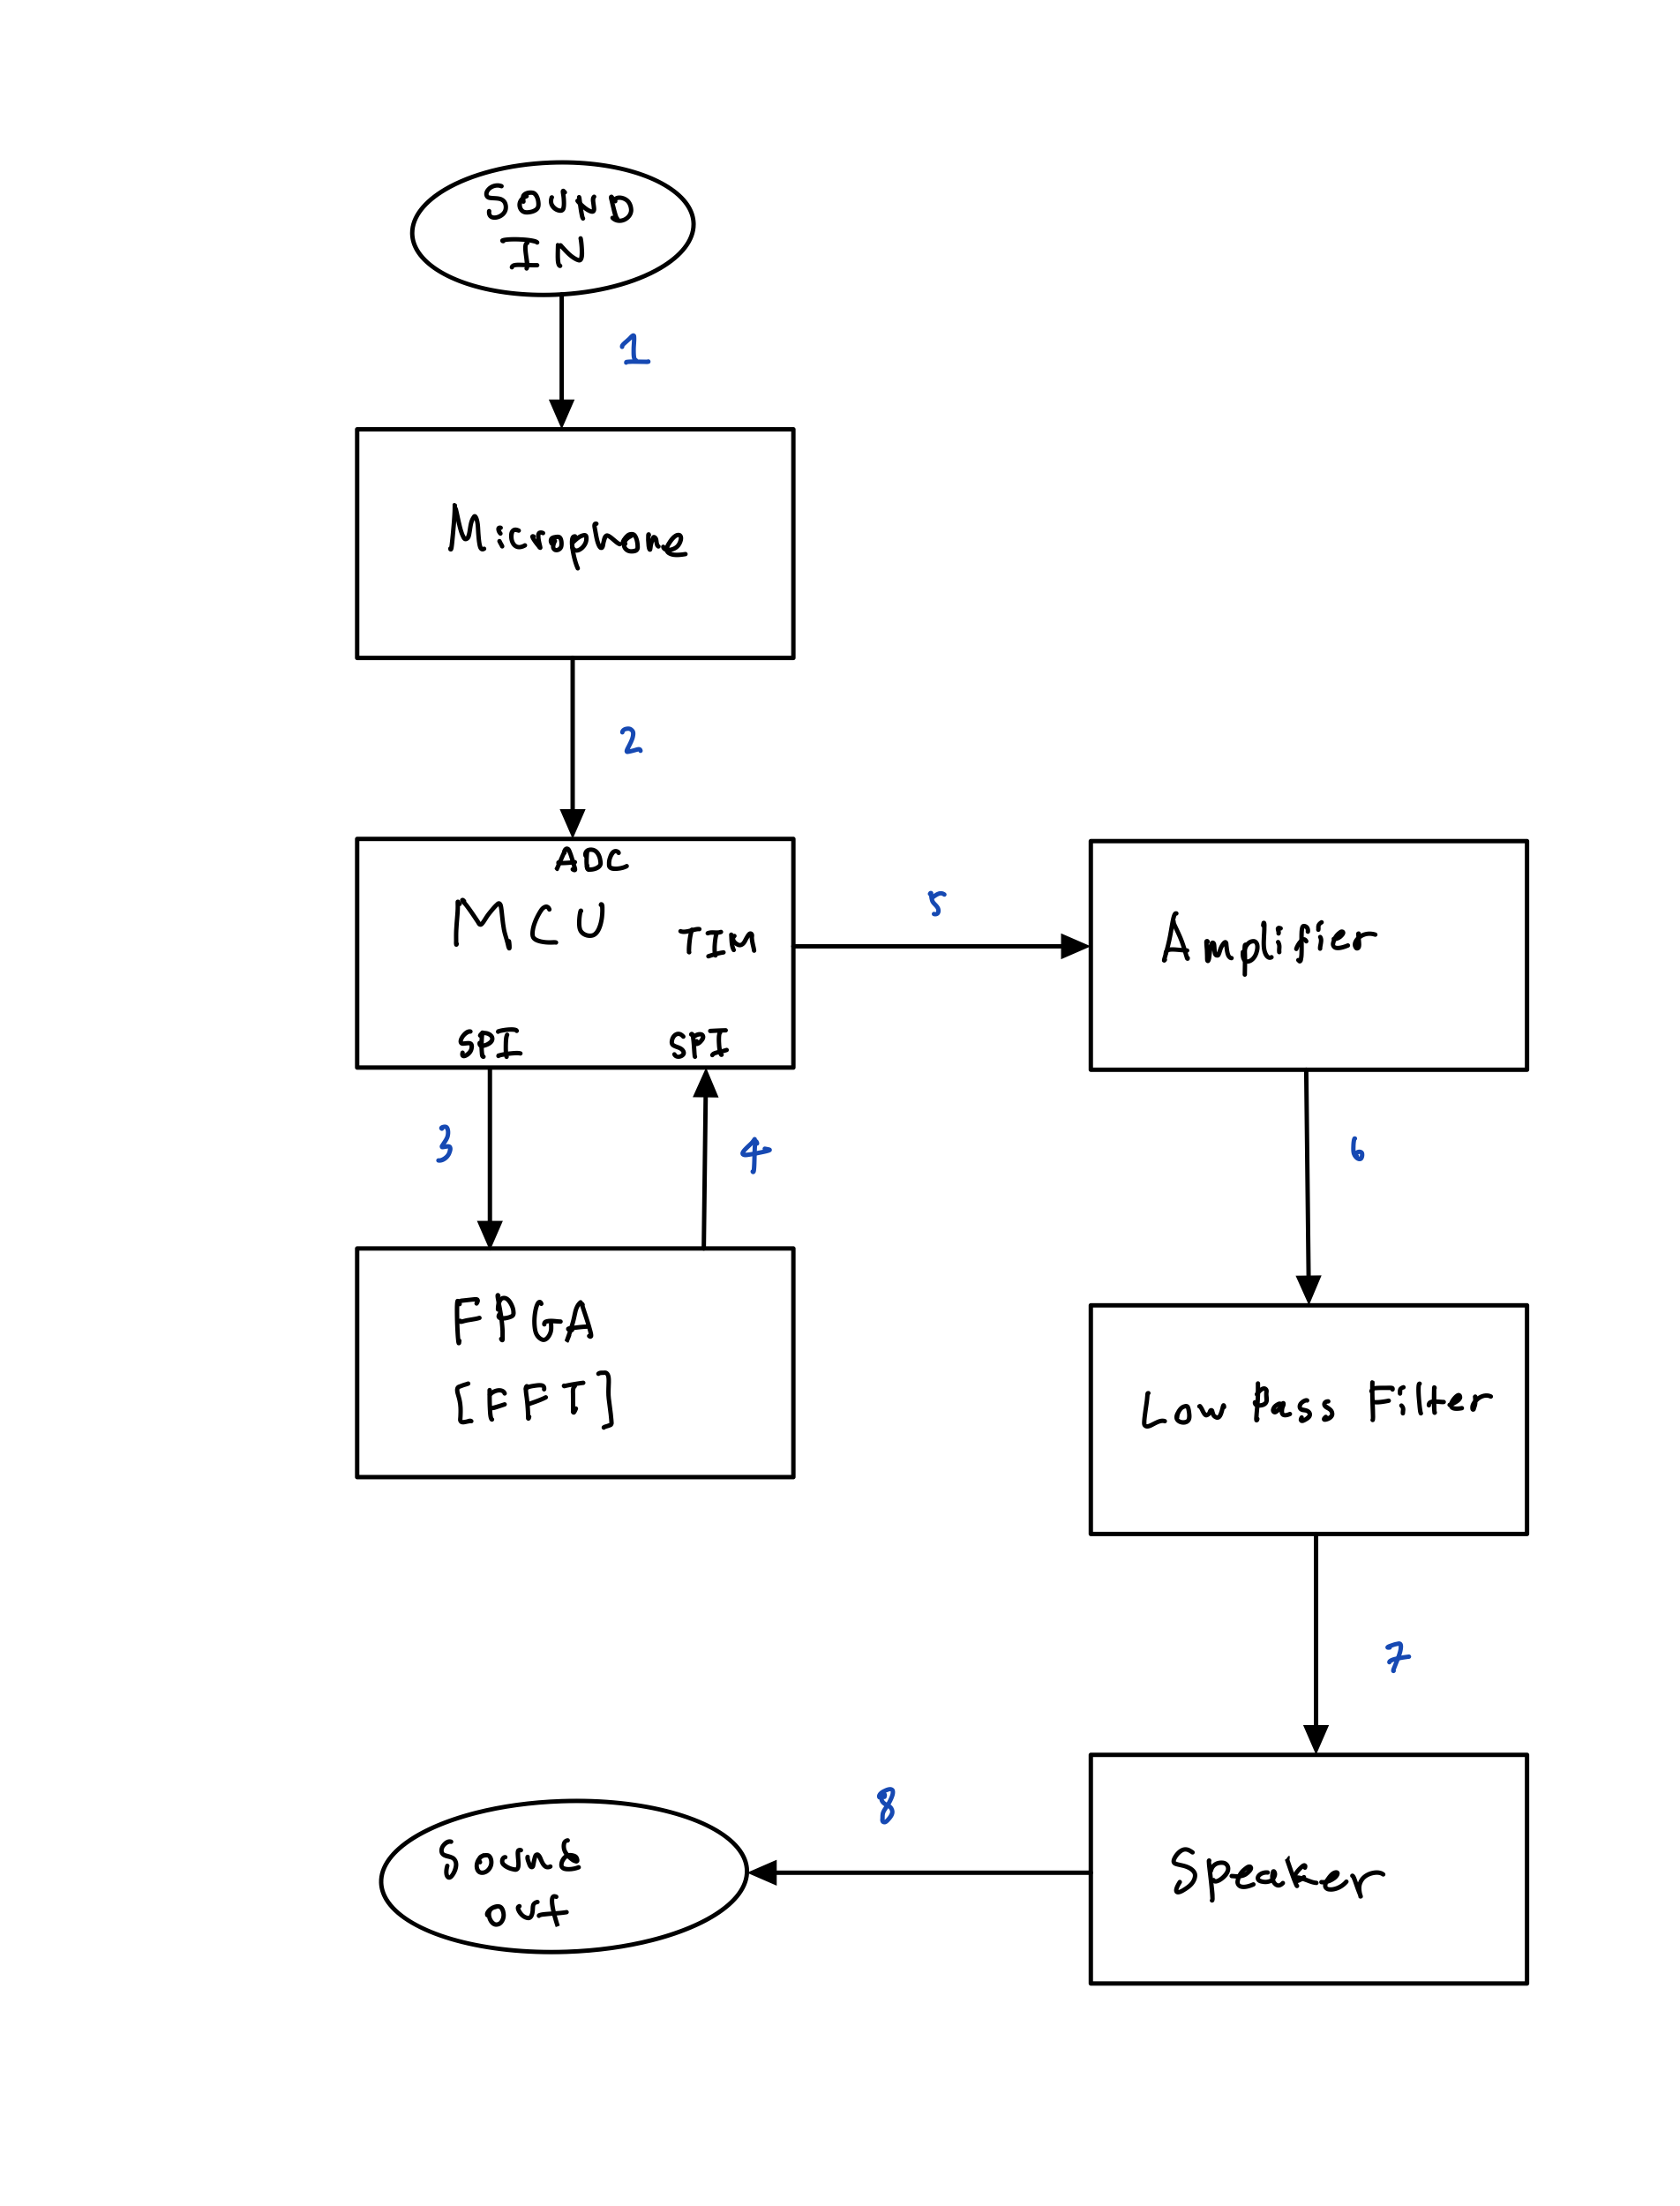 SOUND
IN
1
Microphone
2
ADC
MCU
TIM
SPI
SPI
5
Amplifier
3
4
6
FPGA
[FFT]
Low Pass Filter
7
8
Sound
out
Speaker